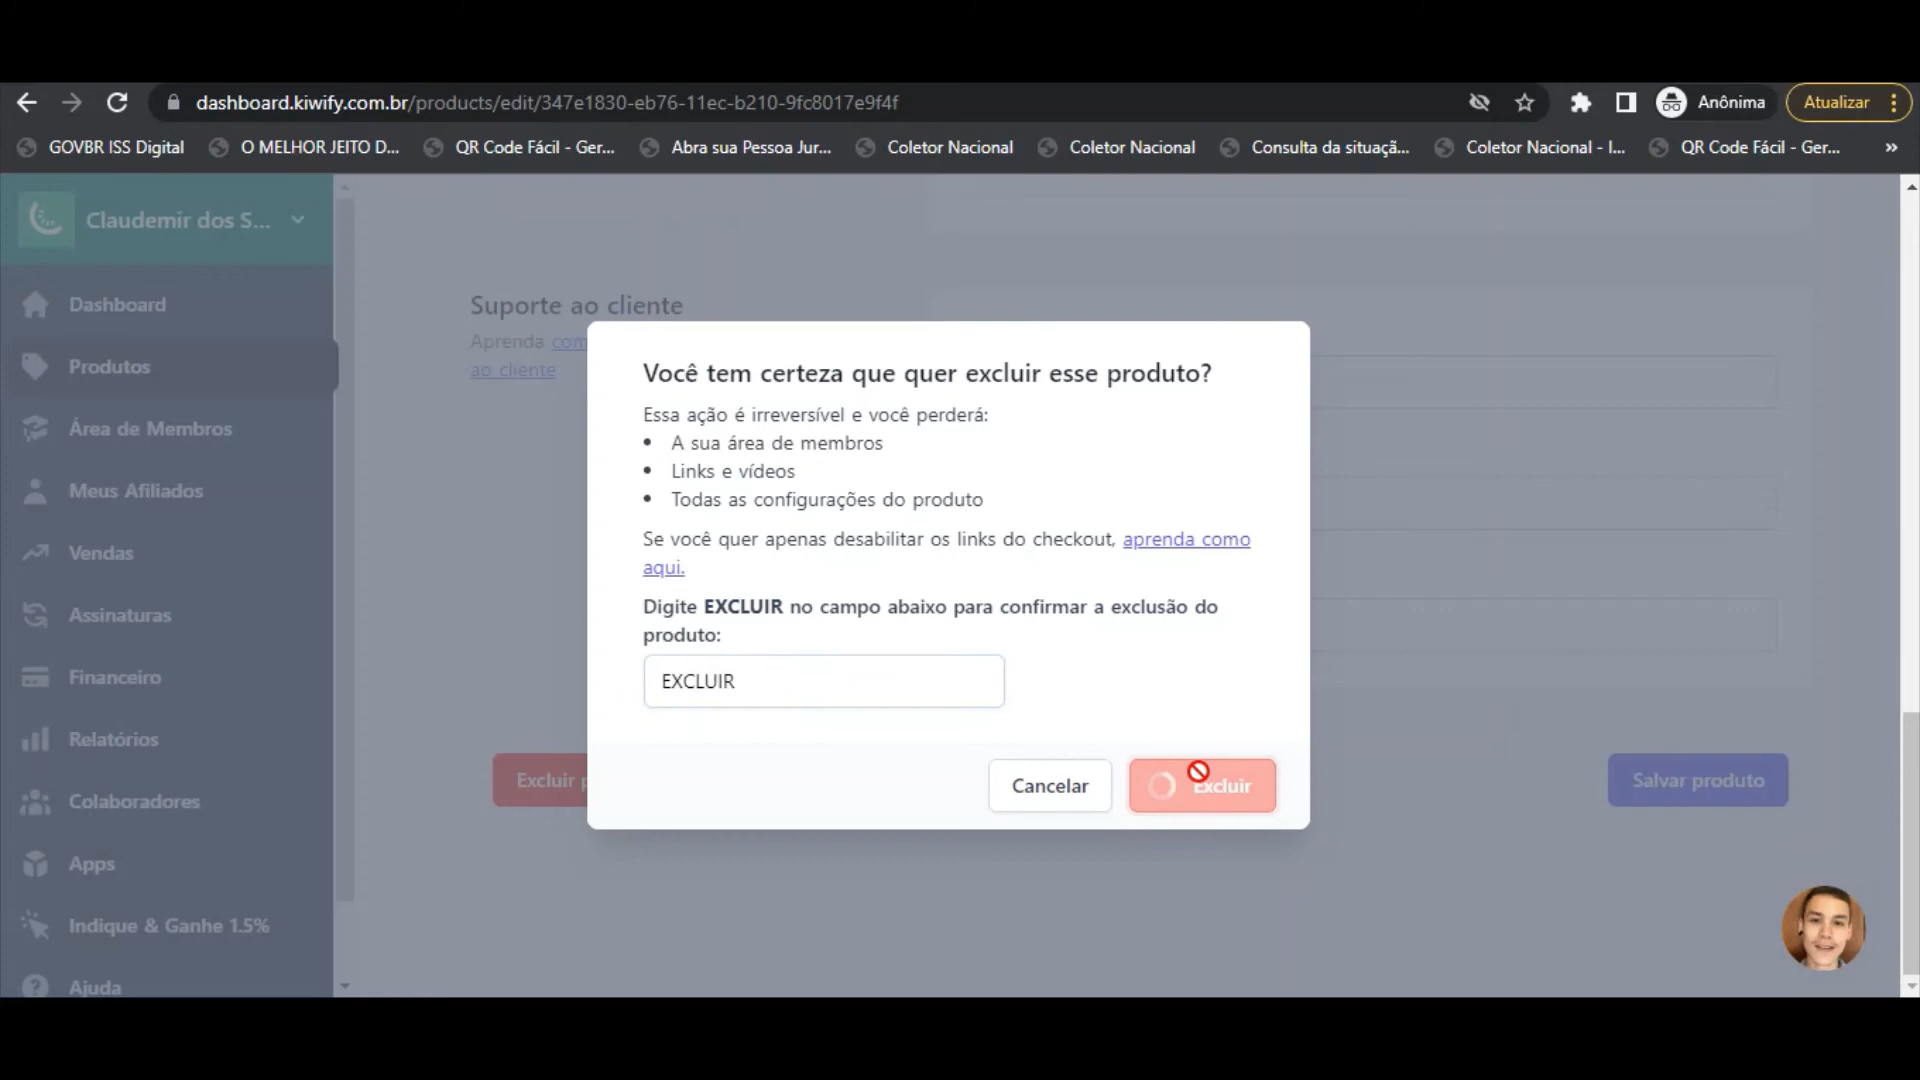 dashboard.kiwify.com.br/products/edit/347e1830-eb76-11ec-b210-9fc8017e9f4f
Anônima
Atualizar
GOVBR ISS Digital
O MELHOR JEITO D...
QR Code Fácil - Ger...
Abra sua Pessoa Jur...
Coletor Nacional
Coletor Nacional
Consulta da situaçã...
Coletor Nacional - I...
QR Code Fácil - Ger...
»
Claudemir dos S...
Dashboard
Produtos
Área de Membros
Meus Afiliados
Vendas
Assinaturas
Financeiro
Relatórios
Colaboradores
Apps
Indique & Ganhe 1.5%
Ajuda
Suporte ao cliente
Aprenda com
ao cliente
Você tem certeza que quer excluir esse produto?
Essa ação é irreversível e você perderá:
• A sua área de membros
• Links e vídeos
• Todas as configurações do produto
Se você quer apenas desabilitar os links do checkout, aprenda como
aqui.
Digite EXCLUIR no campo abaixo para confirmar a exclusão do
produto:
EXCLUIR
Cancelar
Excluir
Excluir p
Salvar produto